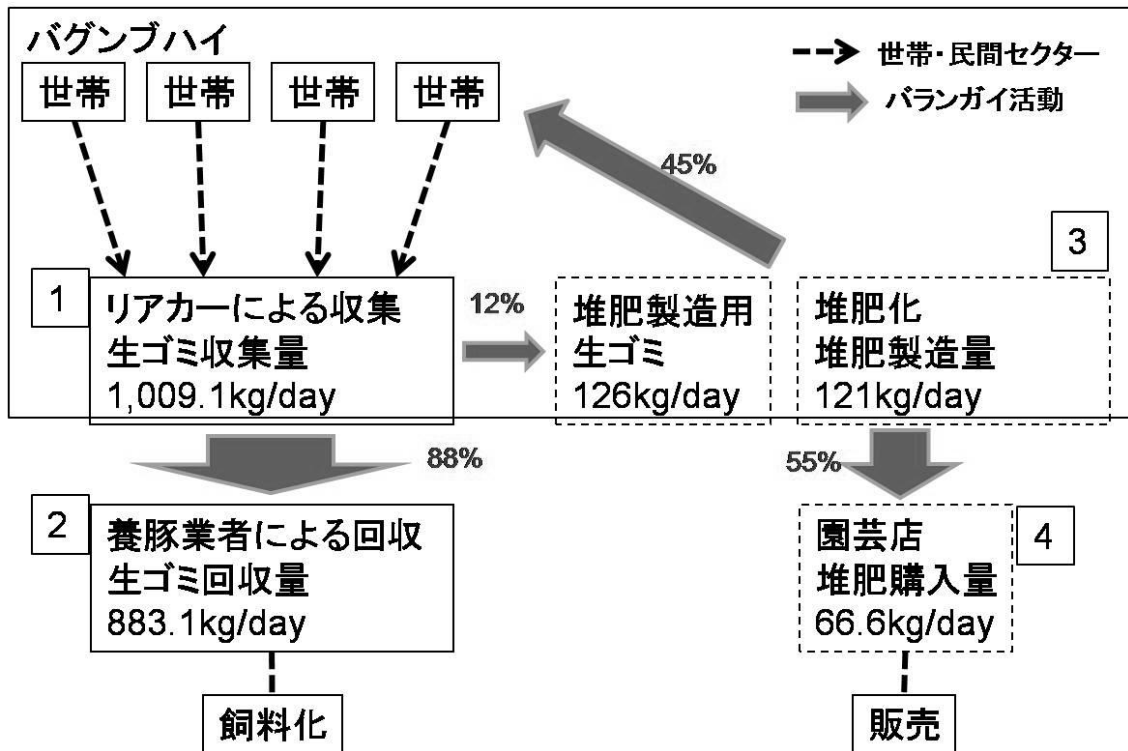 バグンブハイ
世帯
世帯
世帯
世帯
世帯・民間セクター
バランガイ活動
45%
1
リアカーによる収集
生ゴミ収集量
1,009.1kg/day
12%
堆肥製造用
生ゴミ
126kg/day
3
堆肥化
堆肥製造量
121kg/day
88%
55%
2
養豚業者による回収
生ゴミ回収量
883.1kg/day
園芸店
堆肥購入量
66.6kg/day
4
飼料化
販売